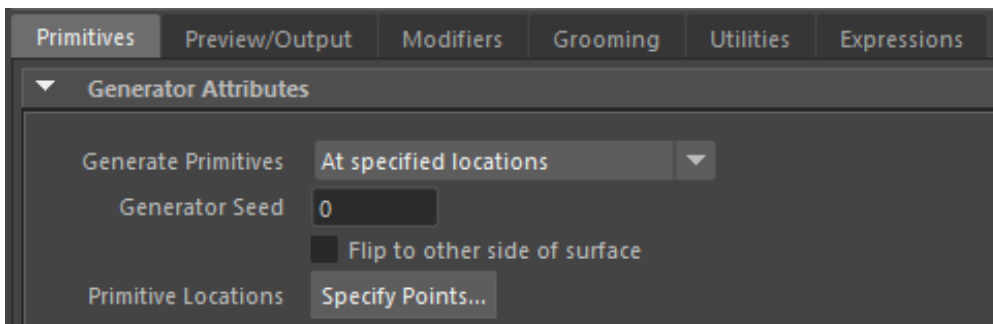 Primitives Preview/Output Modifiers Grooming Utilities Expressions
Generator Attributes
Generate Primitives At specified locations
Generator Seed 0
Flip to other side of surface
Primitive Locations Specify Points...